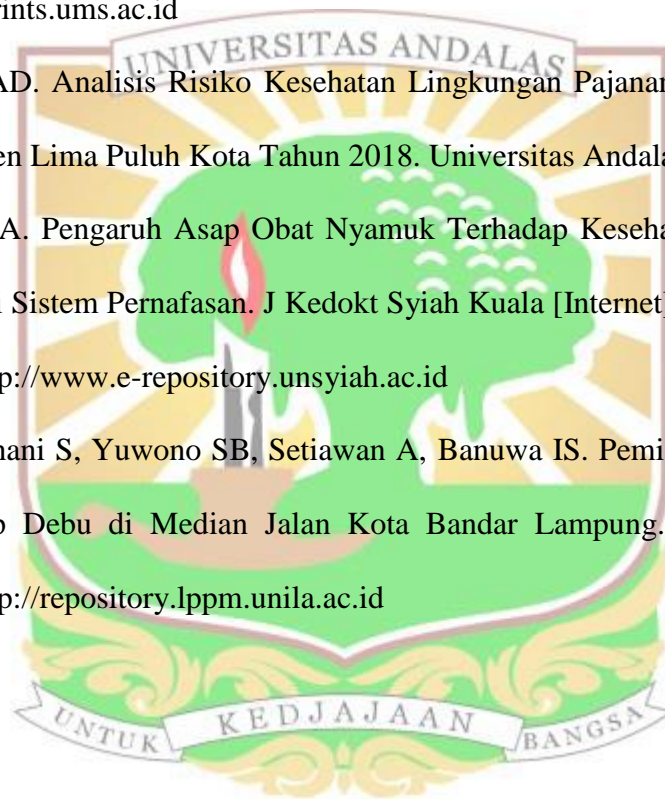 rints.ums.ac.id
UNIVERSITAS ANDALAS
AD. Analisis Risiko Kesehatan Lingkungan Pajanan
en Lima Puluh Kota Tahun 2018. Universitas Andala
A. Pengaruh Asap Obat Nyamuk Terhadap Keseha
i Sistem Pernafasan. J Kedokt Syiah Kuala [Internet]
p://www.e-repository.unsyiah.ac.id
nani S, Yuwono SB, Setiawan A, Banuwa IS. Pemi
p Debu di Median Jalan Kota Bandar Lampung.
p://repository.lppm.unila.ac.id
UNTUK KEDJAJAAN BANGSA